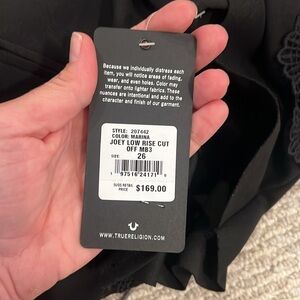 Because we individually distress each
item, you will notice areas of fading,
wear, and even holes. Color may
transfer onto lighter fabrics. These
nuances are intentional and add to the
character and finish of our garment.
STYLE: 207442
COLOR: MARINA
JOEY LOW RISE CUT
OFF MB3
SIZE: 26
SUGG RETAIL
PRICE $169.00
WWW.TRUERELIGION.COM